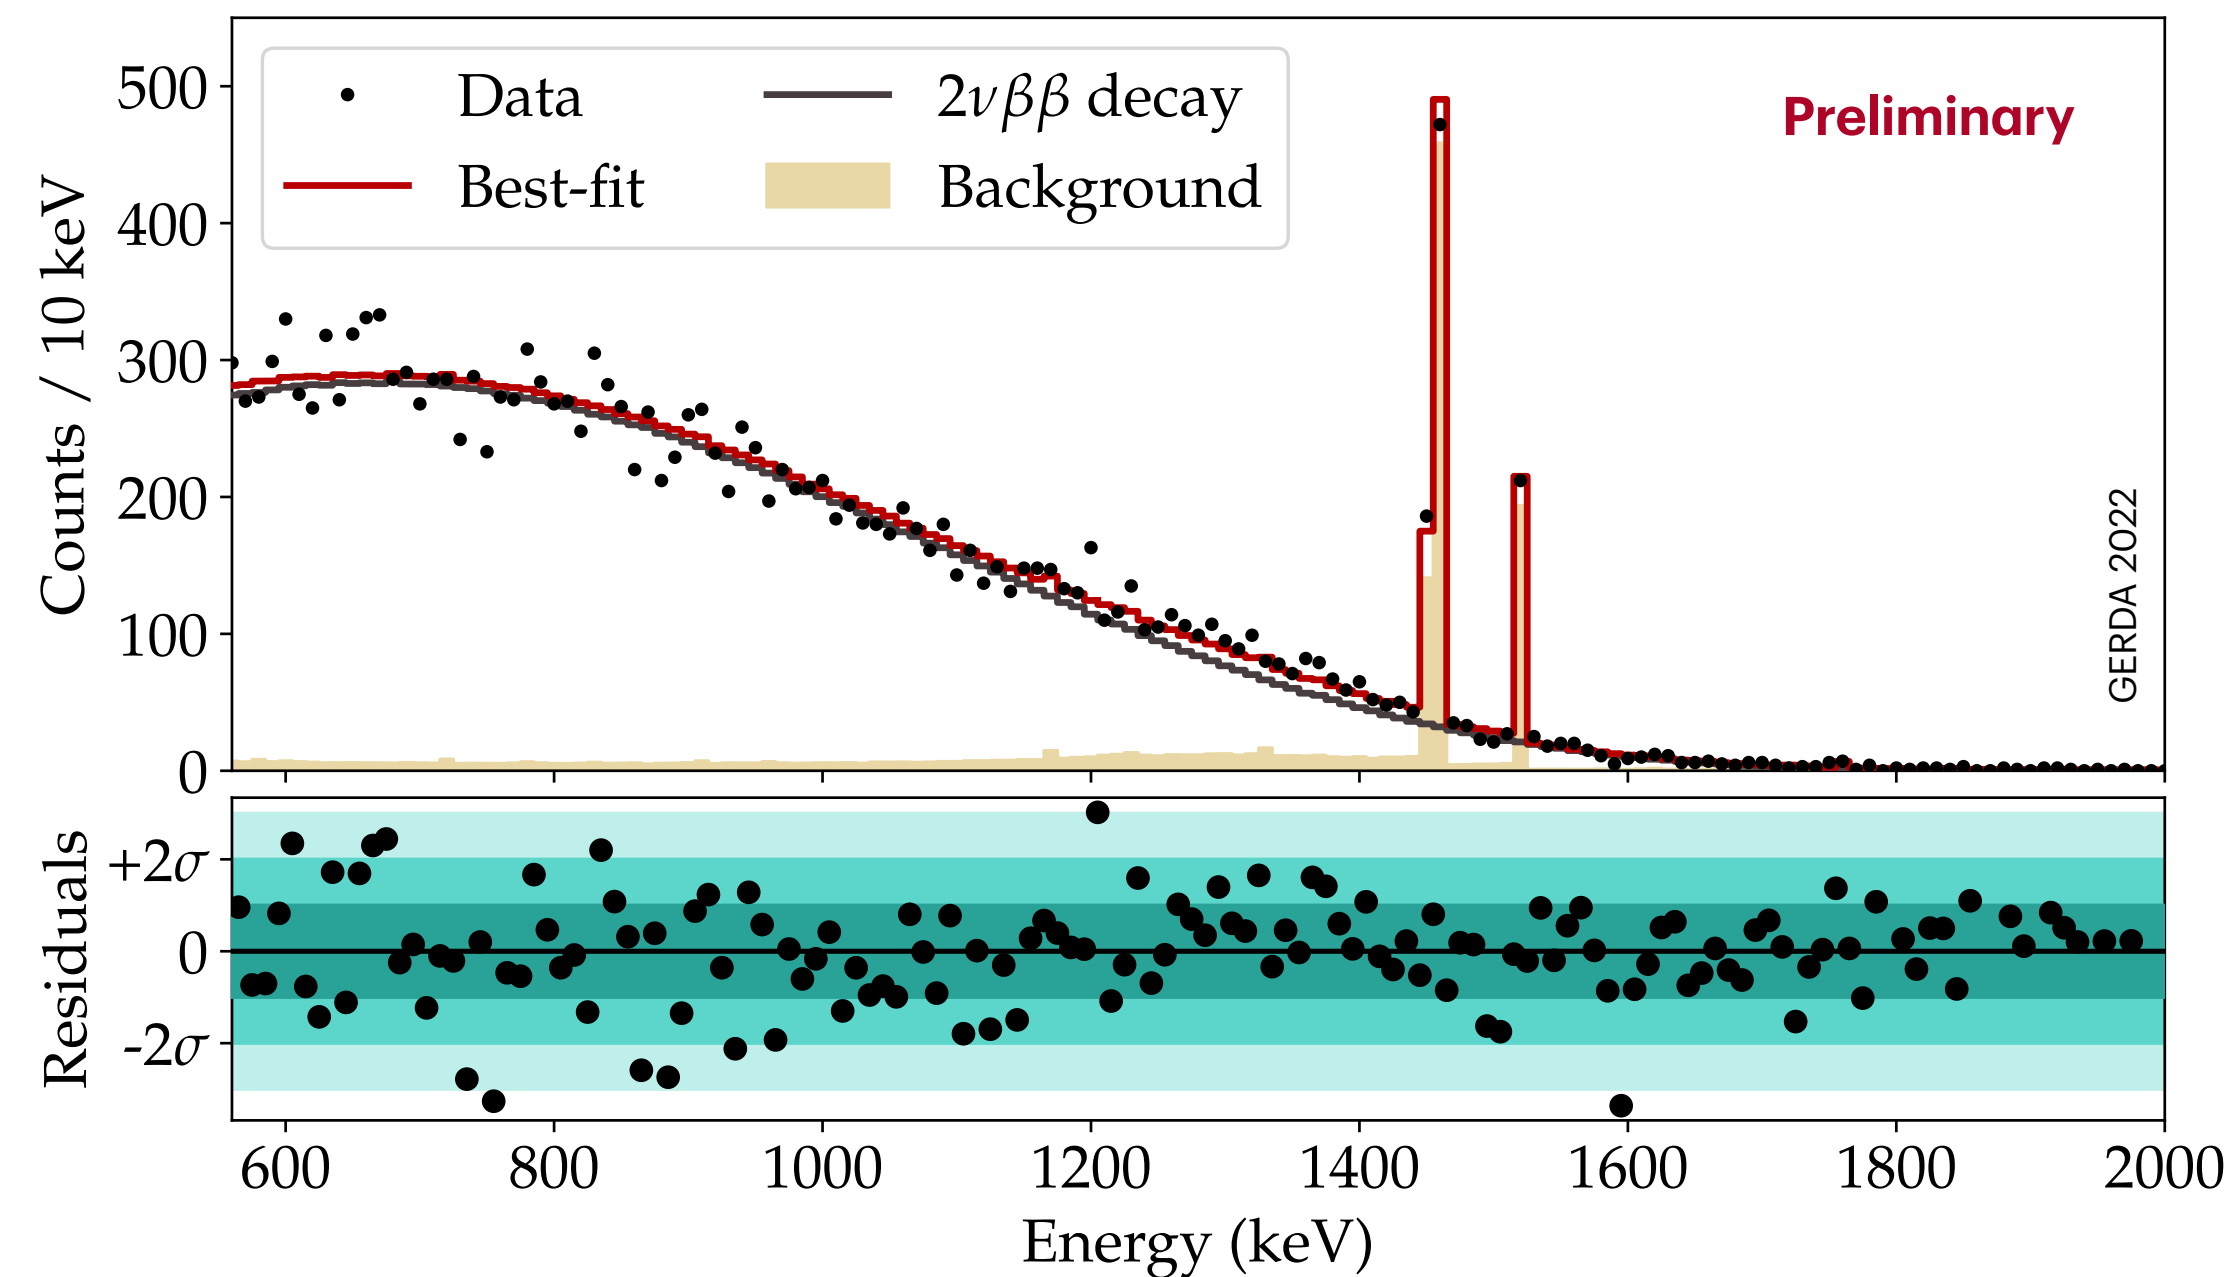 Data
2νββ decay
Best-fit
Background
Preliminary
GERDA 2022
Counts / 10 keV
500
400
300
200
100
0
Residuals
+2σ
0
-2σ
600 800 1000 1200 1400 1600 1800 2000
Energy (keV)